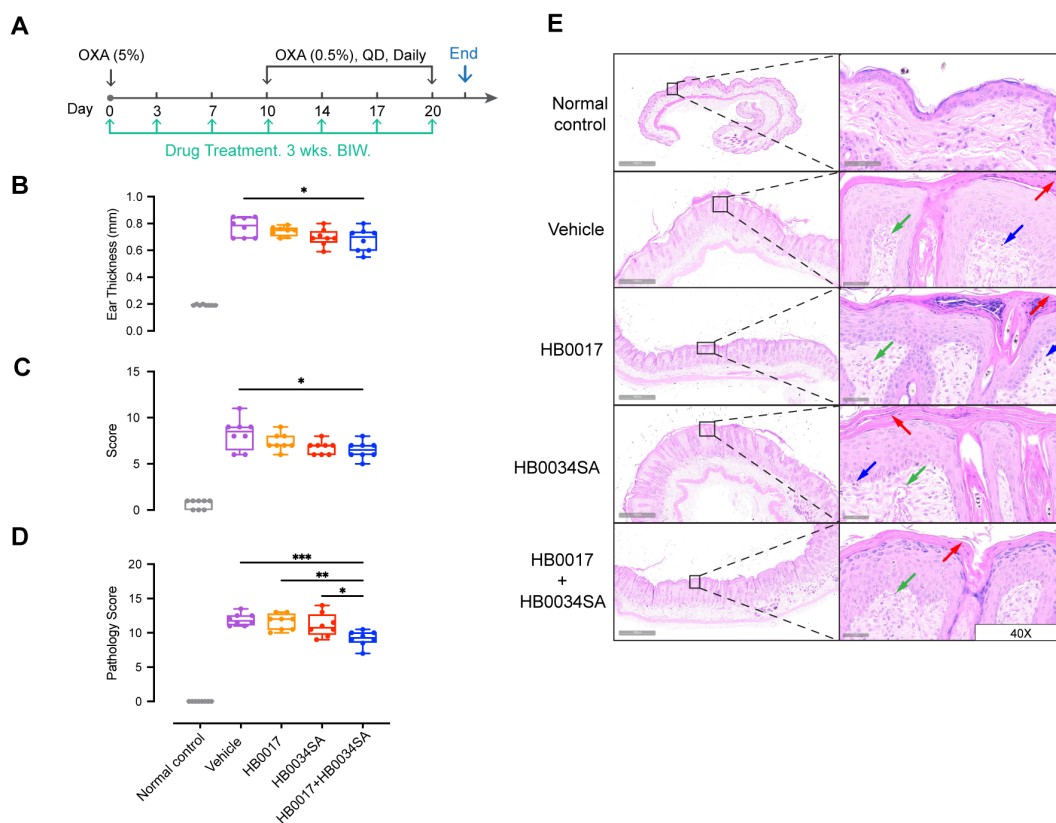 A
OXA (5%)
OXA (0.5%), QD, Daily
End
Day
0
3
7
10
14
17
20
Drug Treatment. 3 wks. BIW.
B
Ear Thickness (mm)
1.0
0.8
0.6
0.4
0.2
0.0
*
C
Score
15
10
5
0
*
D
Pathology Score
20
15
10
5
0
***
**
*
Normal control
Vehicle
HB0017
HB0034SA
HB0017+HB0034SA
E
Normal
control
Vehicle
HB0017
HB0034SA
HB0017
+
HB0034SA
40X